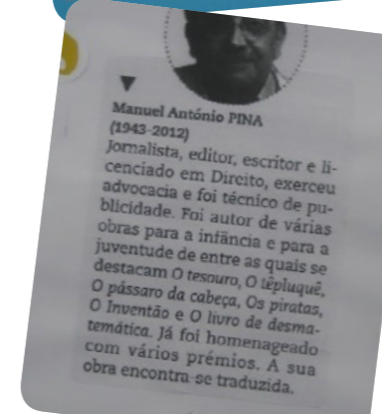 Manuel António PINA
(1943-2012)
Jornalista, editor, escritor e li-
cenciado em Direito, exerceu
advocacia e foi técnico de pu-
blicidade. Foi autor de várias
obras para a infância e para a
juventude de entre as quais se
destacam O tesouro, O têpluquê,
O pássaro da cabeça, Os piratas,
O Inventão e O livro de desma-
temática. Já foi homenageado
com vários prémios. A sua
obra encontra-se traduzida.